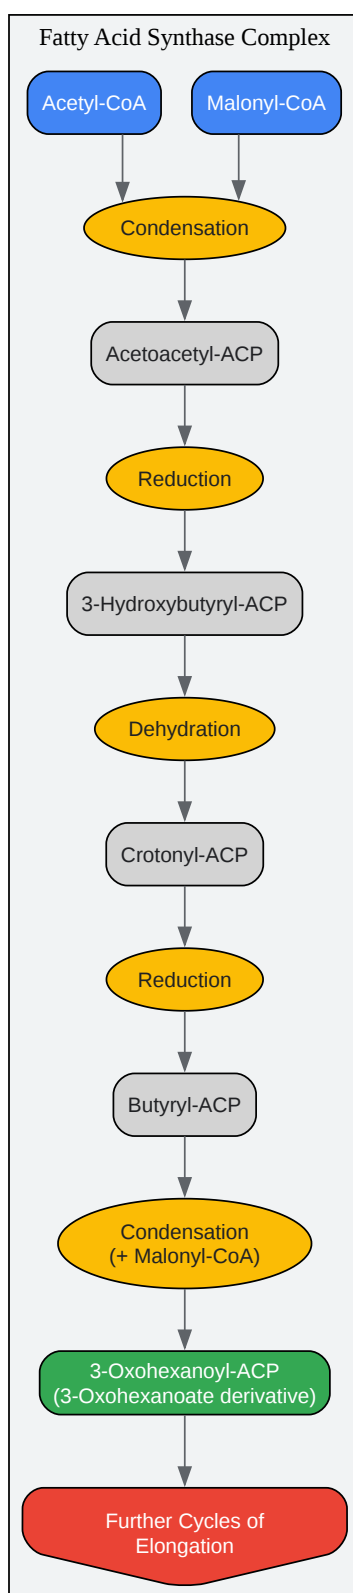 Fatty Acid Synthase Complex
Acetyl-CoA
Malonyl-CoA
Condensation
Acetoacetyl-ACP
Reduction
3-Hydroxybutyryl-ACP
Dehydration
Crotonyl-ACP
Reduction
Butyryl-ACP
Condensation
(+ Malonyl-CoA)
3-Oxohexanoyl-ACP
(3-Oxohexanoate derivative)
Further Cycles of
Elongation